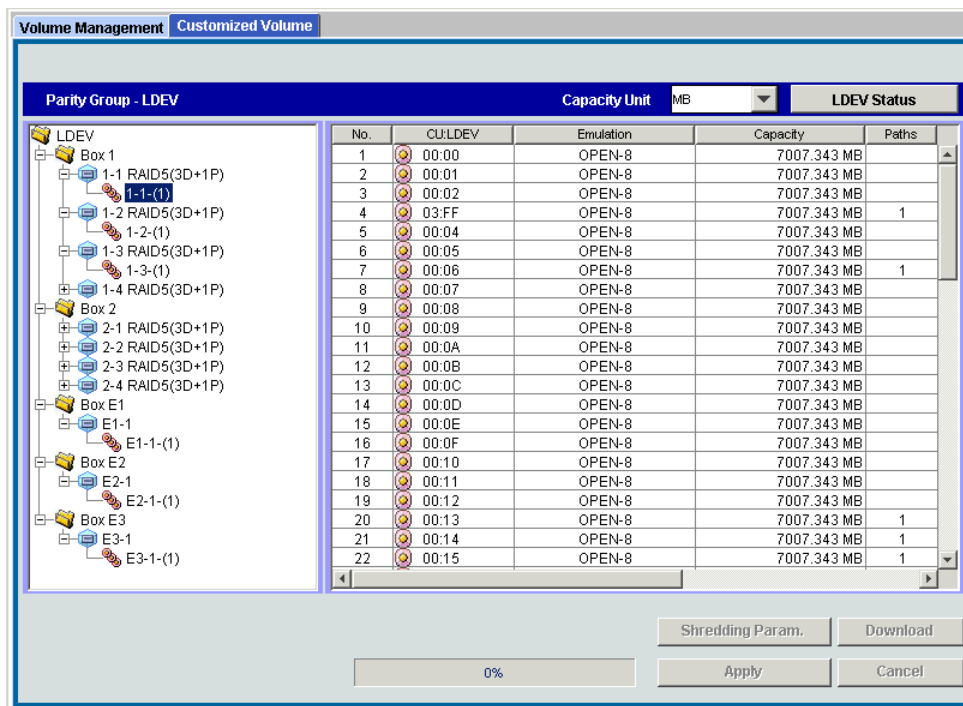 Volume Management Customized Volume
Parity Group - LDEV Capacity Unit MB LDEV Status
LDEV
Box 1
1-1 RAID5(3D+1P)
1-1-(1)
1-2 RAID5(3D+1P)
1-2-(1)
1-3 RAID5(3D+1P)
1-3-(1)
1-4 RAID5(3D+1P)
Box 2
2-1 RAID5(3D+1P)
2-2 RAID5(3D+1P)
2-3 RAID5(3D+1P)
2-4 RAID5(3D+1P)
Box E1
E1-1
E1-1-(1)
Box E2
E2-1
E2-1-(1)
Box E3
E3-1
E3-1-(1)
No. CU:LDEV Emulation Capacity Paths
1 00:00 OPEN-8 7007.343 MB
2 00:01 OPEN-8 7007.343 MB
3 00:02 OPEN-8 7007.343 MB
4 03:FF OPEN-8 7007.343 MB 1
5 00:04 OPEN-8 7007.343 MB
6 00:05 OPEN-8 7007.343 MB
7 00:06 OPEN-8 7007.343 MB 1
8 00:07 OPEN-8 7007.343 MB
9 00:08 OPEN-8 7007.343 MB
10 00:09 OPEN-8 7007.343 MB
11 00:0A OPEN-8 7007.343 MB
12 00:0B OPEN-8 7007.343 MB
13 00:0C OPEN-8 7007.343 MB
14 00:0D OPEN-8 7007.343 MB
15 00:0E OPEN-8 7007.343 MB
16 00:0F OPEN-8 7007.343 MB
17 00:10 OPEN-8 7007.343 MB
18 00:11 OPEN-8 7007.343 MB
19 00:12 OPEN-8 7007.343 MB
20 00:13 OPEN-8 7007.343 MB 1
21 00:14 OPEN-8 7007.343 MB 1
22 00:15 OPEN-8 7007.343 MB 1
Shredding Param. Download
0% Apply Cancel